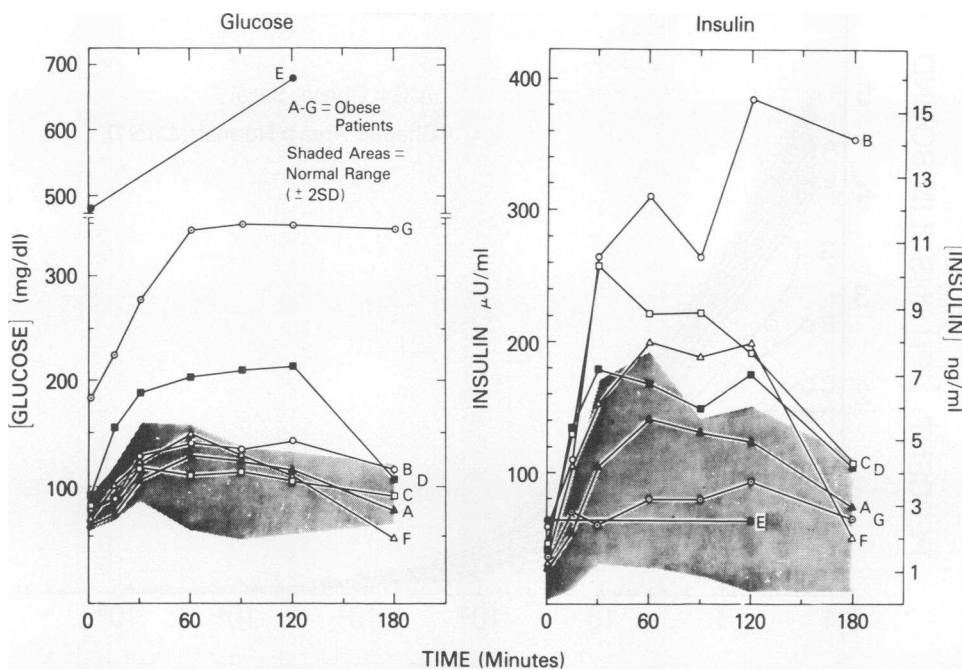 Glucose
Insulin
700
600
500
300
200
100
[GLUCOSE] (mg/dl)
E
A-G = Obese
Patients
Shaded Areas =
Normal Range
(± 2SD)
G
B
D
C
A
F
0
60
120
180
400
300
200
100
INSULIN μU/ml
B
C
D
A
G
F
E
15
13
11
9
7
5
3
1
[INSULIN] ng/ml
0
60
120
180
TIME (Minutes)